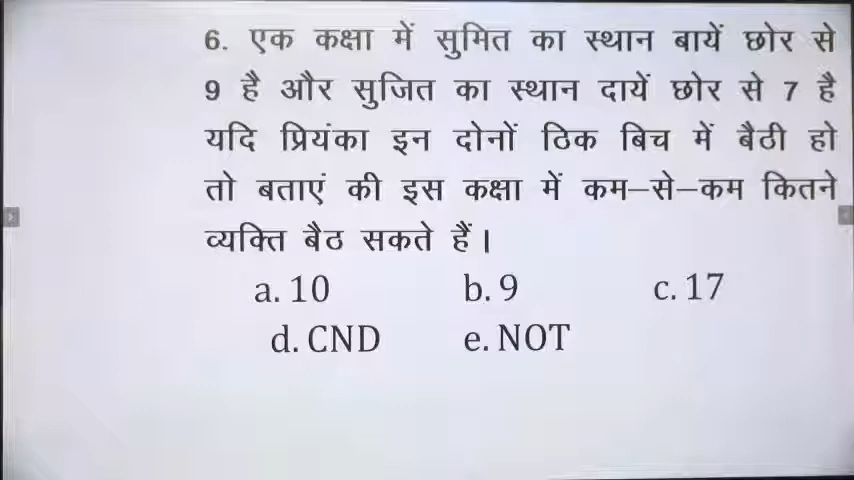 6. एक कक्षा में सुमित का स्थान बायें छोर से
9 है और सुजित का स्थान दायें छोर से 7 है
यदि प्रियंका इन दोनों ठिक बिच में बैठी हो
तो बताएं की इस कक्षा में कम–से–कम कितने
व्यक्ति बैठ सकते हैं।
a. 10 b. 9 c. 17
d. CND e. NOT